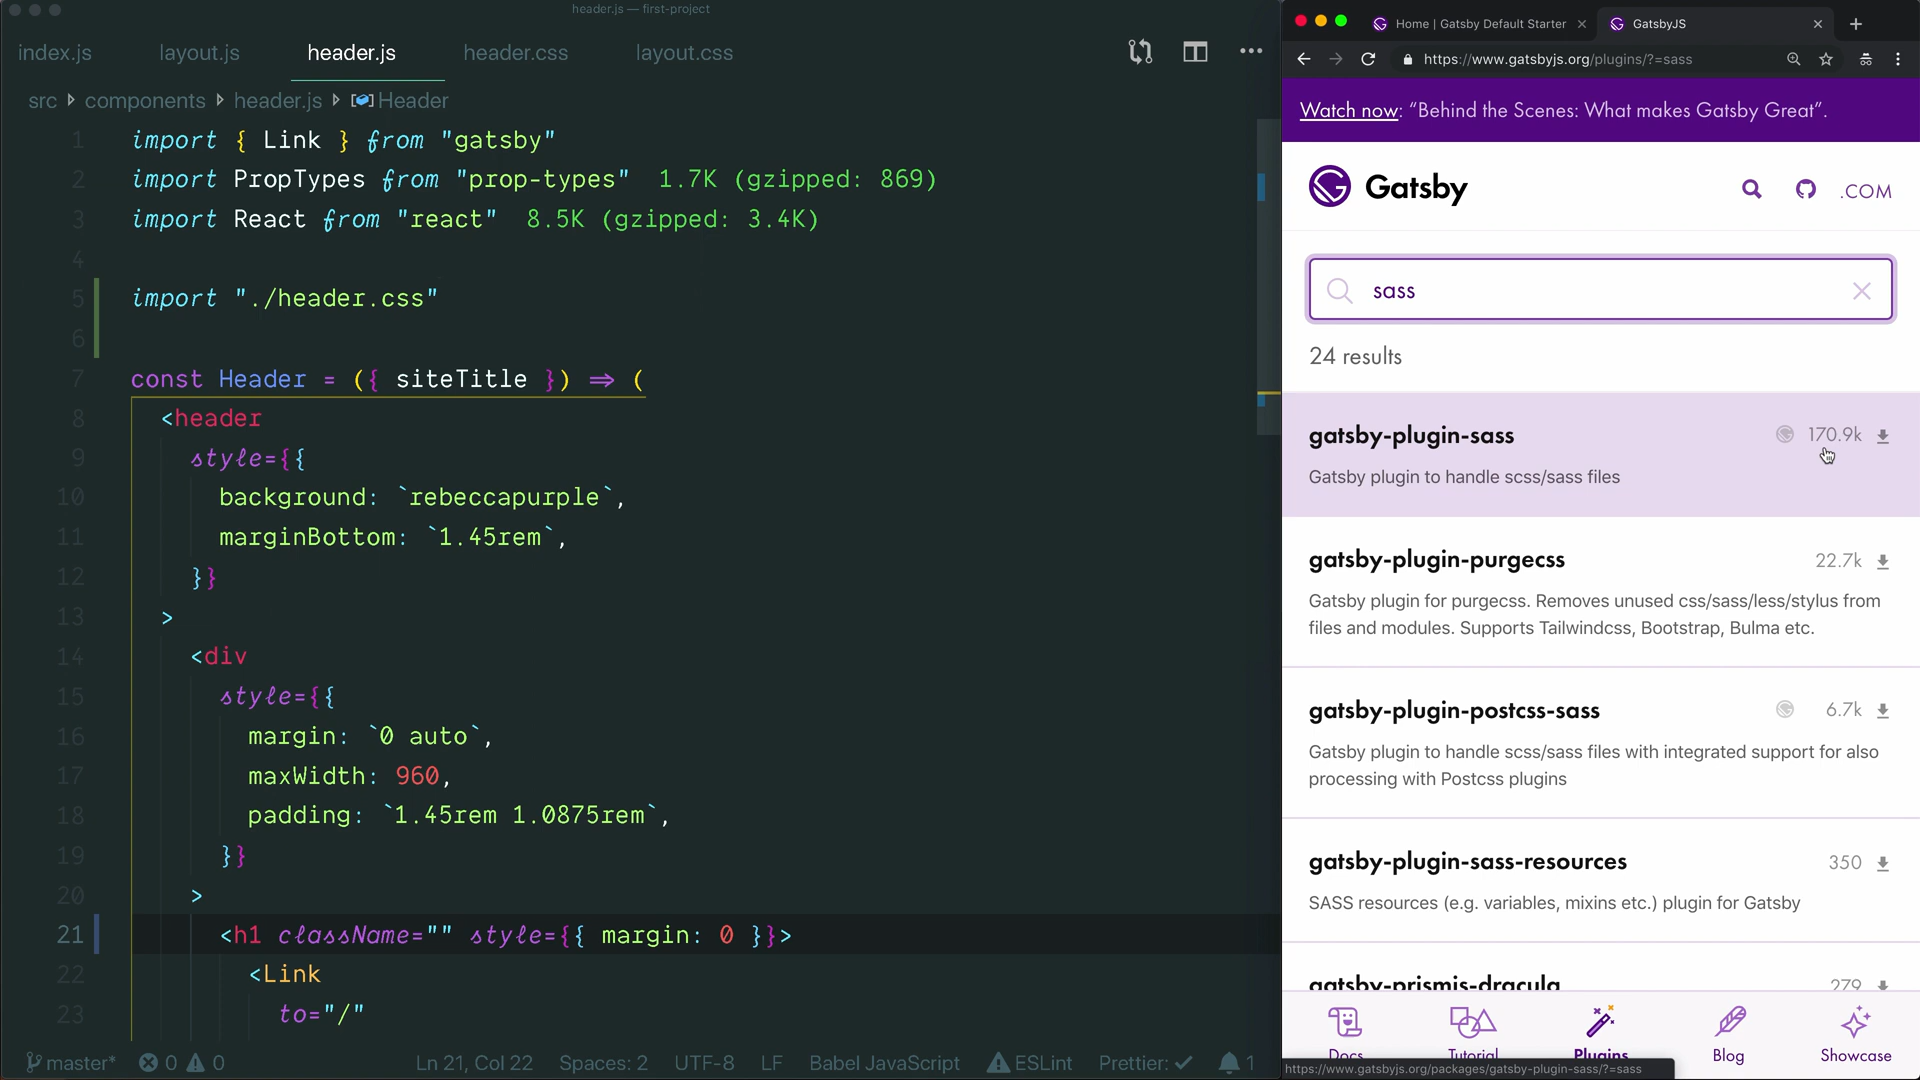 header.js — first-project
index.js layout.js header.js header.css layout.css
src components header.js Header
1 import { Link } from "gatsby"
2 import PropTypes from "prop-types" 1.7K (gzipped: 869)
3 import React from "react" 8.5K (gzipped: 3.4K)
4
5 import "./header.css"
6
7 const Header = ({ siteTitle }) => (
8 <header
9 style={{
10 background: `rebeccapurple`,
11 marginBottom: `1.45rem`,
12 }}
13 >
14 <div
15 style={{
16 margin: `0 auto`,
17 maxWidth: 960,
18 padding: `1.45rem 1.0875rem`,
19 }}
20 >
21 <h1 className="" style={{ margin: 0 }}>
22 <Link
23 to="/"
master* 0 0 Ln 21, Col 22 Spaces: 2 UTF-8 LF Babel JavaScript ESLint Prettier: ✓ 1
Home | Gatsby Default Starter GatsbyJS
https://www.gatsbyjs.org/plugins/?=sass
Watch now: “Behind the Scenes: What makes Gatsby Great”.
Gatsby .COM
sass
24 results
gatsby-plugin-sass 170.9k
Gatsby plugin to handle scss/sass files
gatsby-plugin-purgecss 22.7k
Gatsby plugin for purgecss. Removes unused css/sass/less/stylus from
files and modules. Supports Tailwindcss, Bootstrap, Bulma etc.
gatsby-plugin-postcss-sass 6.7k
Gatsby plugin to handle scss/sass files with integrated support for also
processing with Postcss plugins
gatsby-plugin-sass-resources 350
SASS resources (e.g. variables, mixins etc.) plugin for Gatsby
gatsby-prismjs-dracula 279
Docs Tutorial Plugins Blog Showcase
https://www.gatsbyjs.org/packages/gatsby-plugin-sass/?=sass